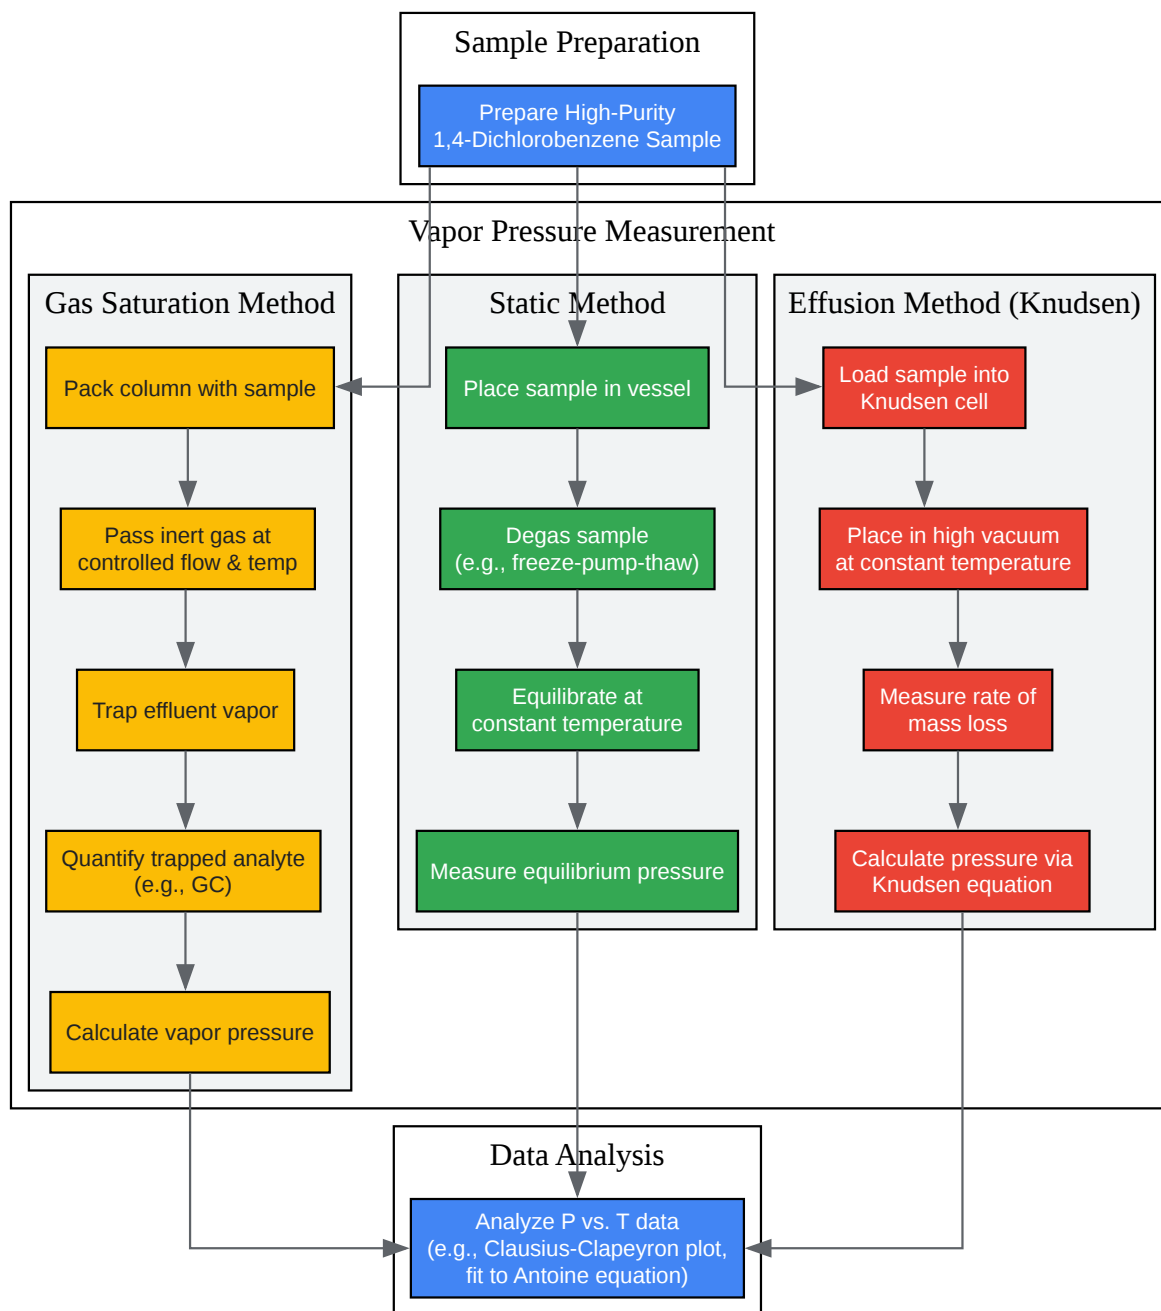 Sample Preparation
Prepare High-Purity
1,4-Dichlorobenzene Sample
Vapor Pressure Measurement
Gas Saturation Method
Pack column with sample
Pass inert gas at
controlled flow & temp
Trap effluent vapor
Quantify trapped analyte
(e.g., GC)
Calculate vapor pressure
Static Method
Place sample in vessel
Degas sample
(e.g., freeze-pump-thaw)
Equilibrate at
constant temperature
Measure equilibrium pressure
Effusion Method (Knudsen)
Load sample into
Knudsen cell
Place in high vacuum
at constant temperature
Measure rate of
mass loss
Calculate pressure via
Knudsen equation
Data Analysis
Analyze P vs. T data
(e.g., Clausius-Clapeyron plot,
fit to Antoine equation)